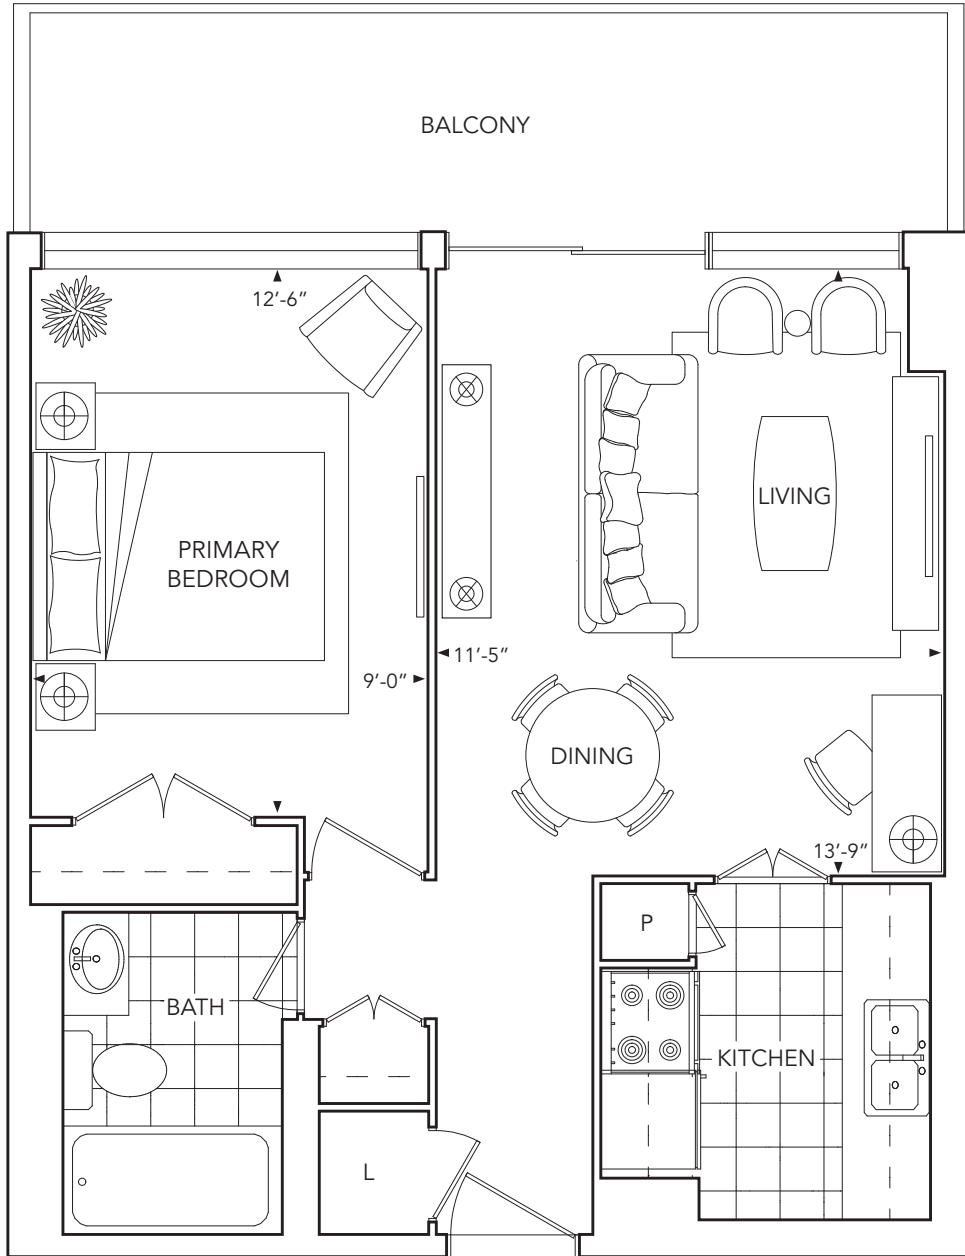 BALCONY
12'-6"
LIVING
PRIMARY
BEDROOM
11'-5"
9'-0"
DINING
13'-9"
P
BATH
KITCHEN
L